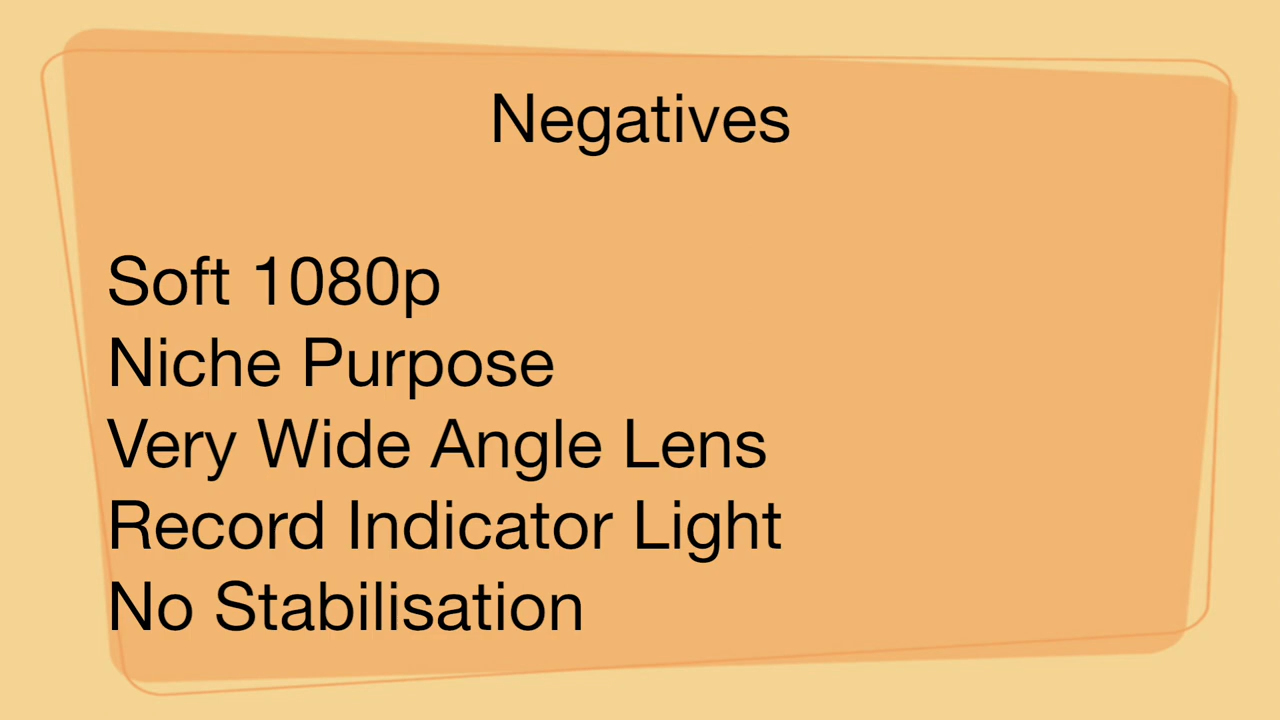 Negatives
Soft 1080p
Niche Purpose
Very Wide Angle Lens
Record Indicator Light
No Stabilisation